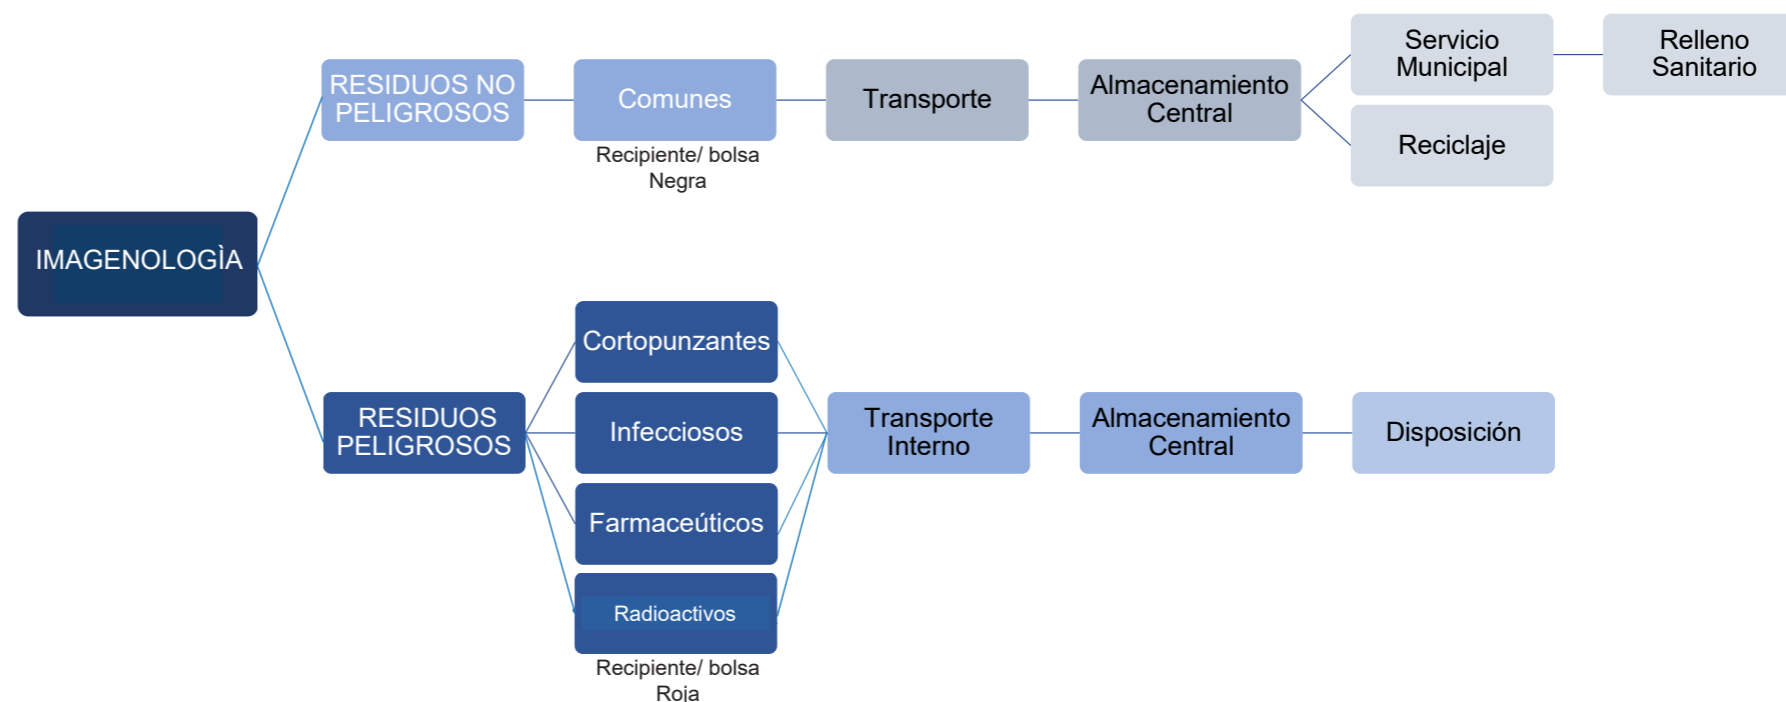 IMAGENOLOGÌA
RESIDUOS NO
PELIGROSOS
Comunes
Recipiente/ bolsa
Negra
Transporte
Almacenamiento
Central
Servicio
Municipal
Relleno
Sanitario
Reciclaje
RESIDUOS
PELIGROSOS
Cortopunzantes
Infecciosos
Farmaceúticos
Radioactivos
Recipiente/ bolsa
Roja
Transporte
Interno
Almacenamiento
Central
Disposición